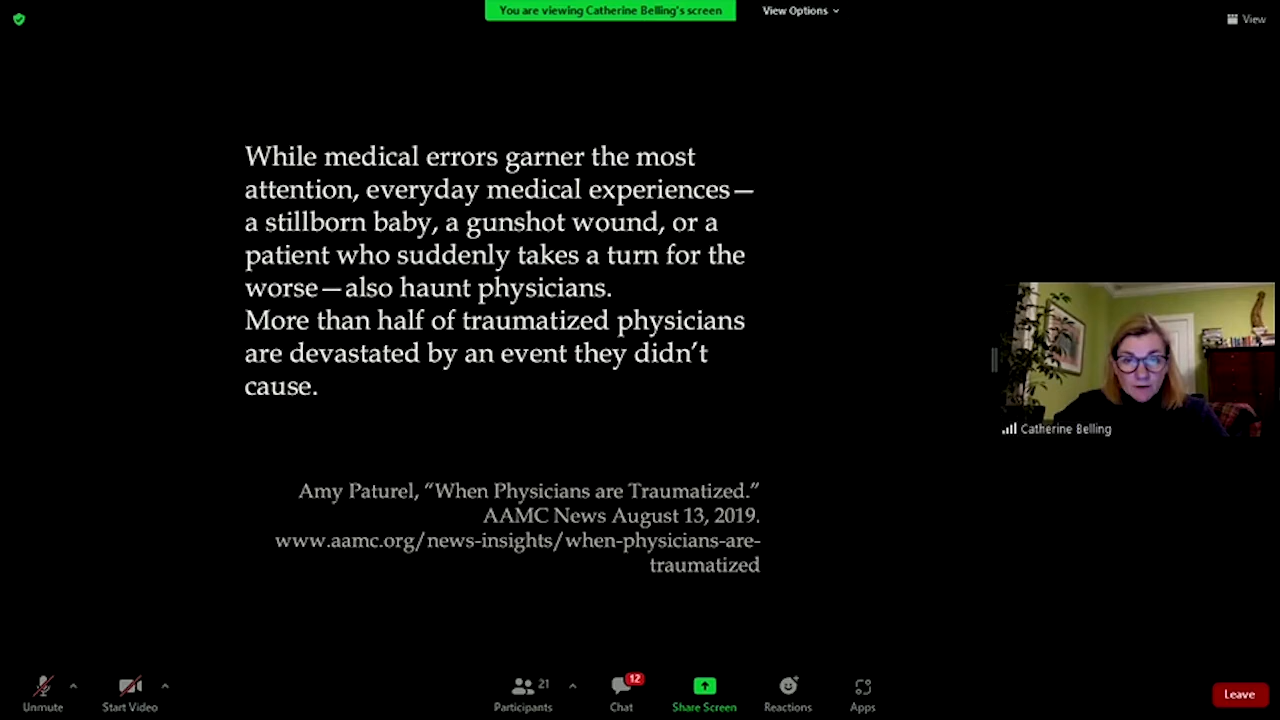 You are viewing Catherine Belling's screen
View Options
View
While medical errors garner the most
attention, everyday medical experiences—
a stillborn baby, a gunshot wound, or a
patient who suddenly takes a turn for the
worse—also haunt physicians.
More than half of traumatized physicians
are devastated by an event they didn't
cause.
Catherine Belling
Amy Paturel, “When Physicians are Traumatized.”
AAMC News August 13, 2019.
www.aamc.org/news-insights/when-physicians-are-
traumatized
Unmute
Start Video
21
Participants
12
Chat
Share Screen
Reactions
Apps
Leave